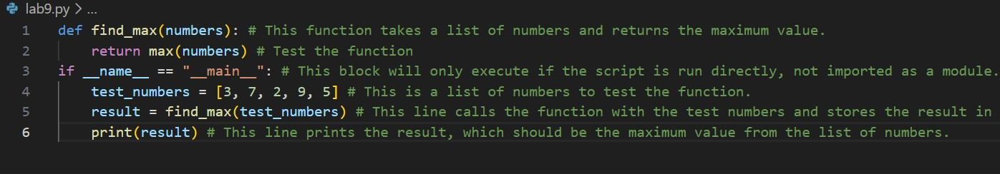 lab9.py > ...
1 def find_max(numbers): # This function takes a list of numbers and returns the maximum value.
2     return max(numbers) # Test the function
3 if __name__ == "__main__": # This block will only execute if the script is run directly, not imported as a module.
4     test_numbers = [3, 7, 2, 9, 5] # This is a list of numbers to test the function.
5     result = find_max(test_numbers) # This line calls the function with the test numbers and stores the result in
6     print(result) # This line prints the result, which should be the maximum value from the list of numbers.